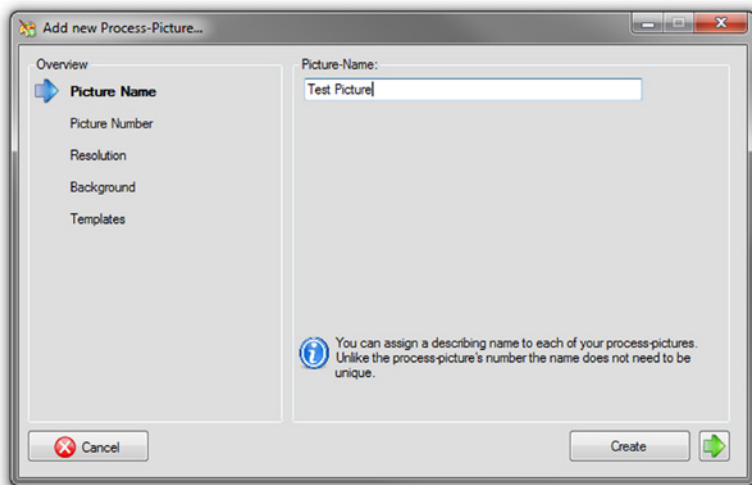 Add new Process-Picture...
Overview
Picture Name
Picture Number
Resolution
Background
Templates
Picture-Name:
Test Picture
You can assign a describing name to each of your process-pictures.
Unlike the process-picture's number the name does not need to be
unique.
Cancel
Create